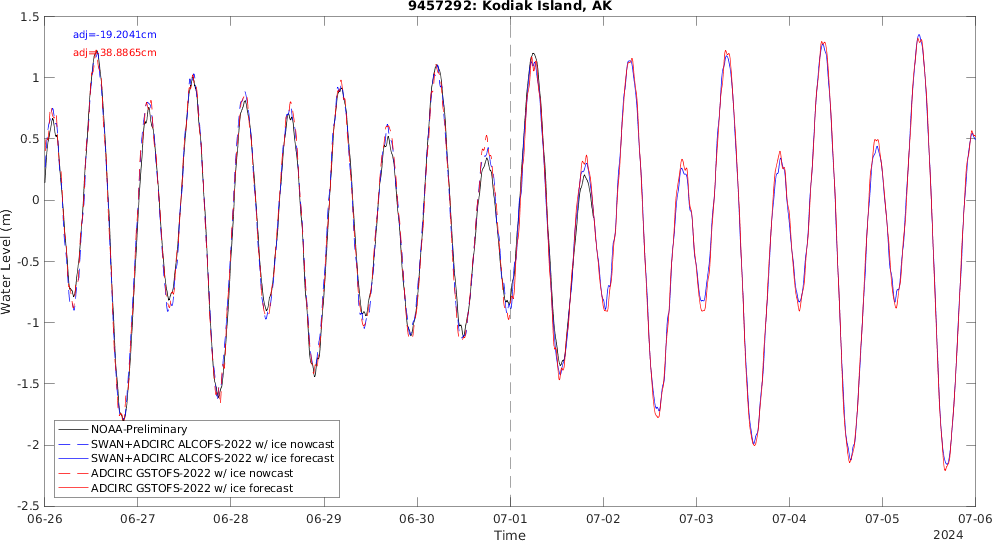 9457292: Kodiak Island, AK
adj=-19.2041cm
adj=-38.8865cm
1.5
1
0.5
0
-0.5
-1
-1.5
-2
-2.5
Water Level (m)
NOAA-Preliminary
SWAN+ADCIRC ALCOFS-2022 w/ ice nowcast
SWAN+ADCIRC ALCOFS-2022 w/ ice forecast
ADCIRC GSTOFS-2022 w/ ice nowcast
ADCIRC GSTOFS-2022 w/ ice forecast
06-26 06-27 06-28 06-29 06-30 07-01 07-02 07-03 07-04 07-05 07-06
Time
2024